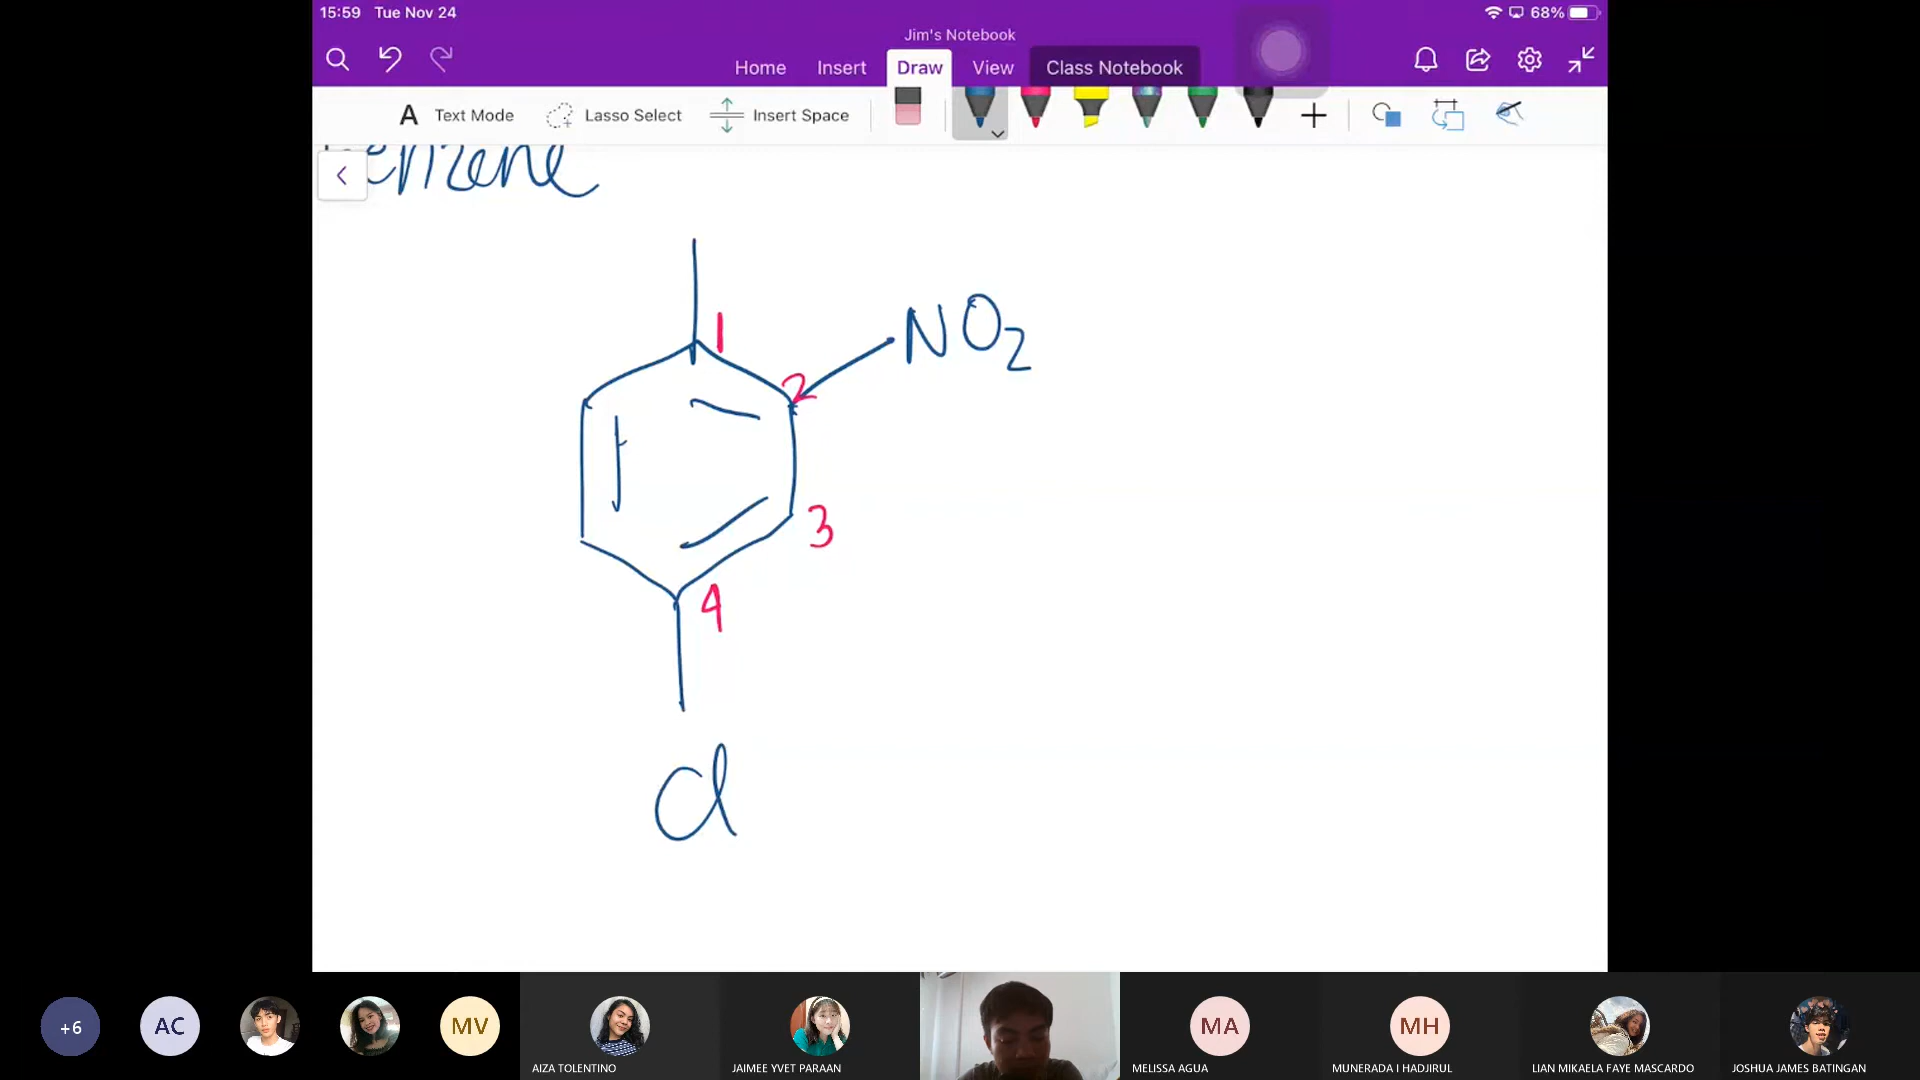 15:59 Tue Nov 24
68%
Jim's Notebook
Home Insert Draw View Class Notebook
A Text Mode Lasso Select Insert Space
benzene
1
NO2
2
3
4
Cl
+6 AC MV MA MH
AIZA TOLENTINO JAIMEE YVET PARAAN MELISSA AGUA MUNERADA I HADJIRUL LIAN MIKAELA FAYE MASCARDO JOSHUA JAMES BATINGAN